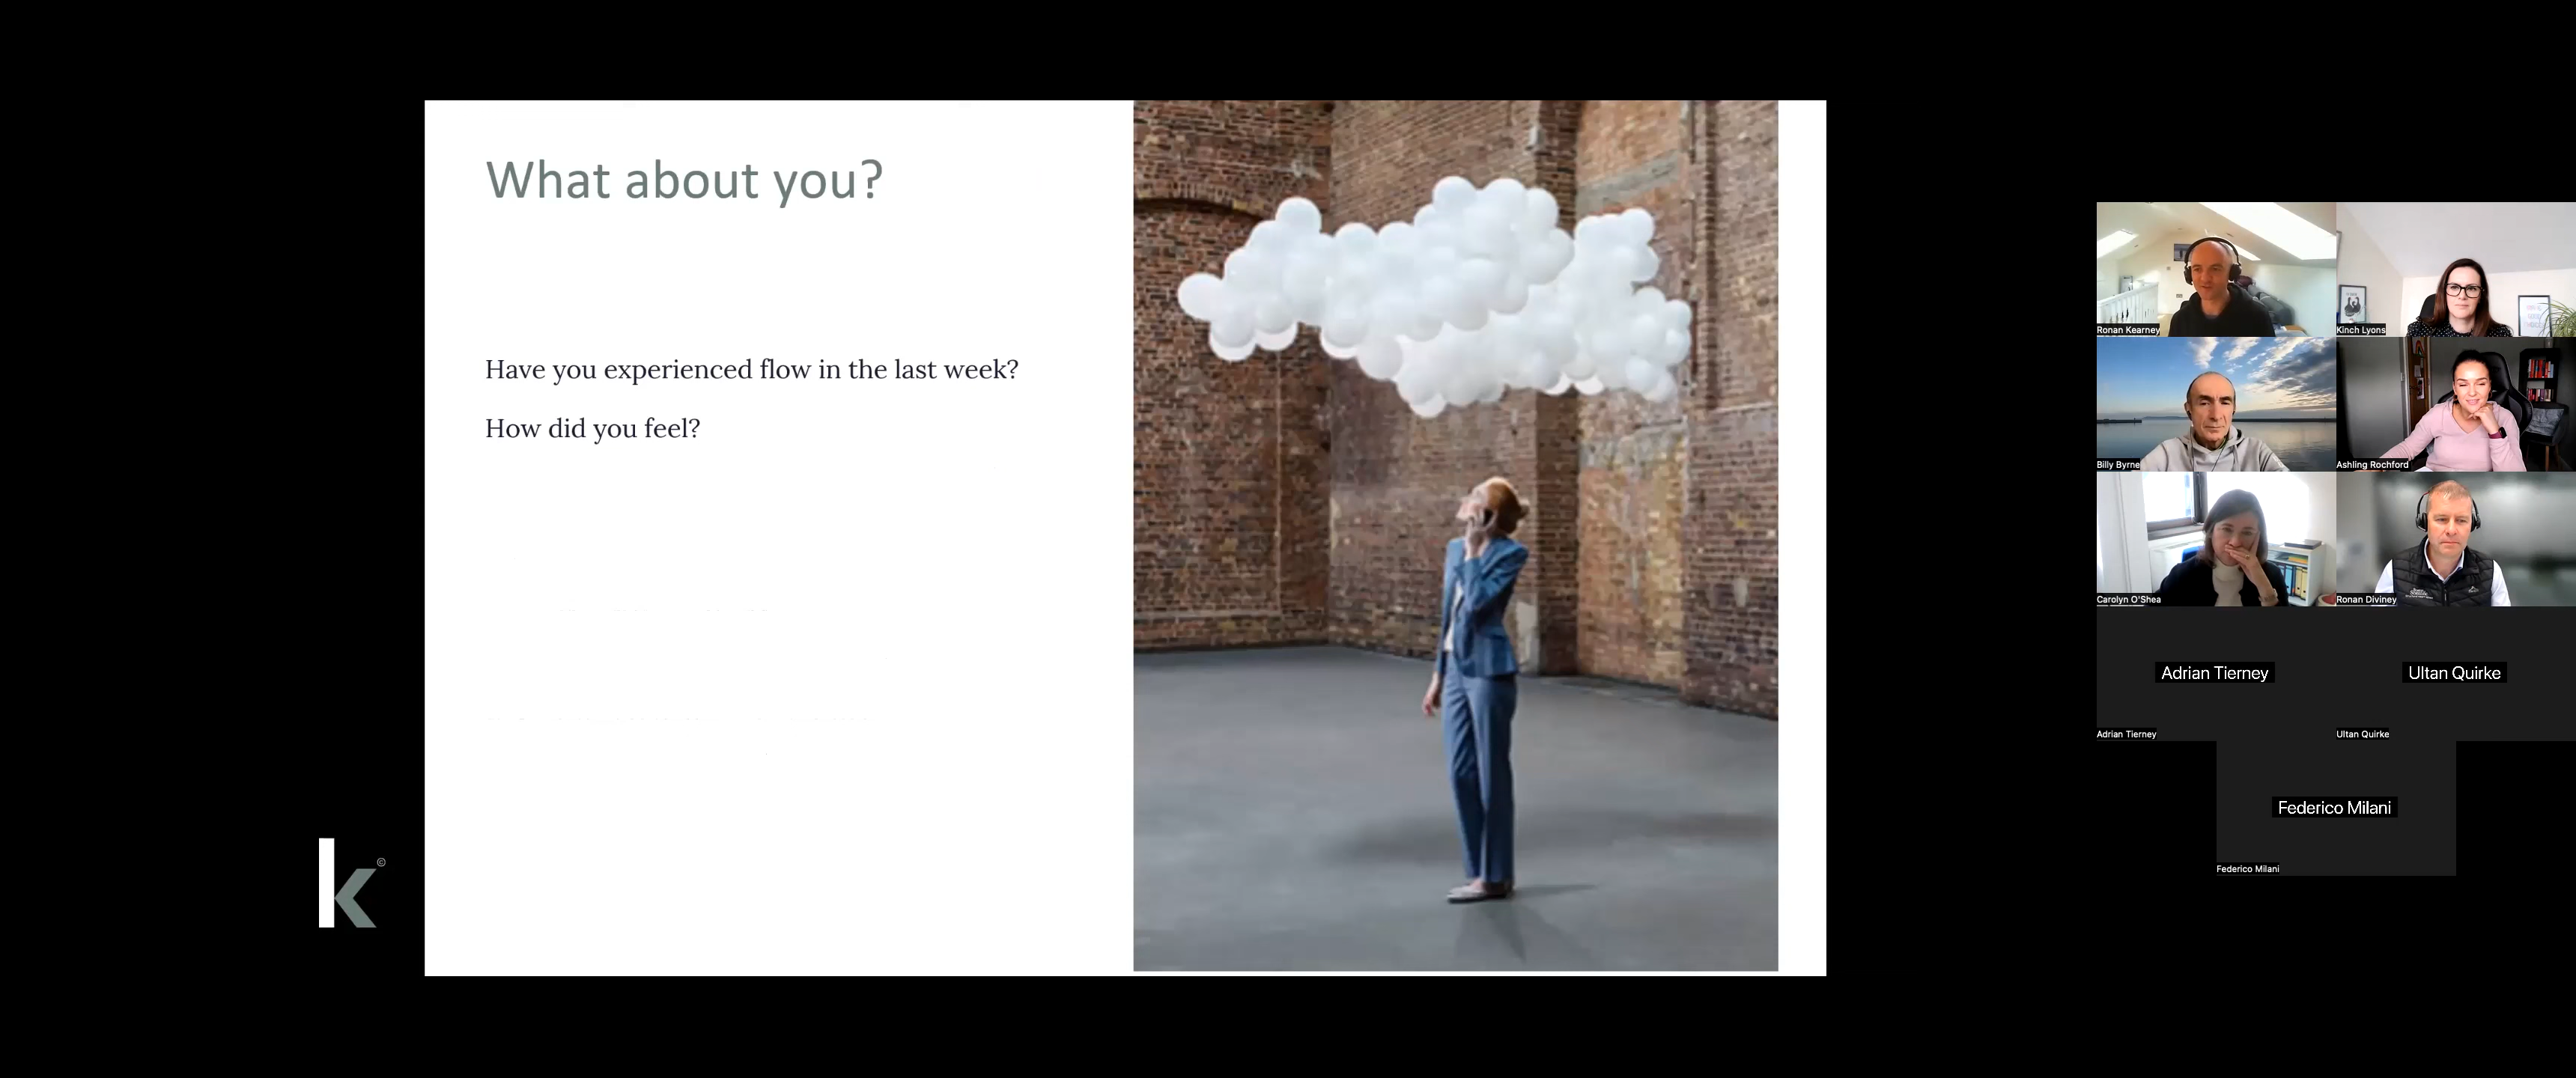 What about you?
Have you experienced flow in the last week?
How did you feel?
k©
Ronan Kearney
Kinch Lyons
Billy Byrne
Ashling Rochford
Carolyn O'Shea
Ronan Diviney
Adrian Tierney
Ultan Quirke
Adrian Tierney
Ultan Quirke
Federico Milani
Federico Milani